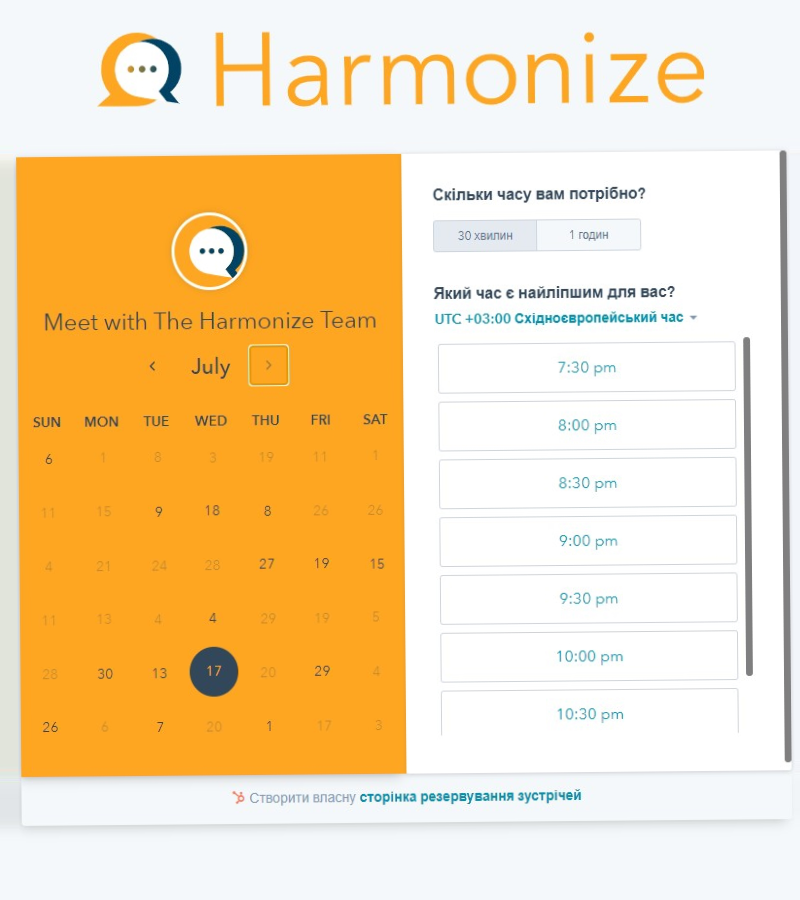 Harmonize
Meet with The Harmonize Team
July
SUN MON TUE WED THU FRI SAT
6 1 8 3 19 11 1
11 15 9 18 8 26 26
4 21 24 28 27 19 15
11 13 4 4 29 19 5
28 30 13 17 20 29 4
26 6 7 20 1 17 3
Скільки часу вам потрібно?
30 хвилин 1 годин
Який час є найліпшим для вас?
UTC +03:00 Східноєвропейський час
7:30 pm
8:00 pm
8:30 pm
9:00 pm
9:30 pm
10:00 pm
10:30 pm
Створити власну сторінка резервування зустрічей